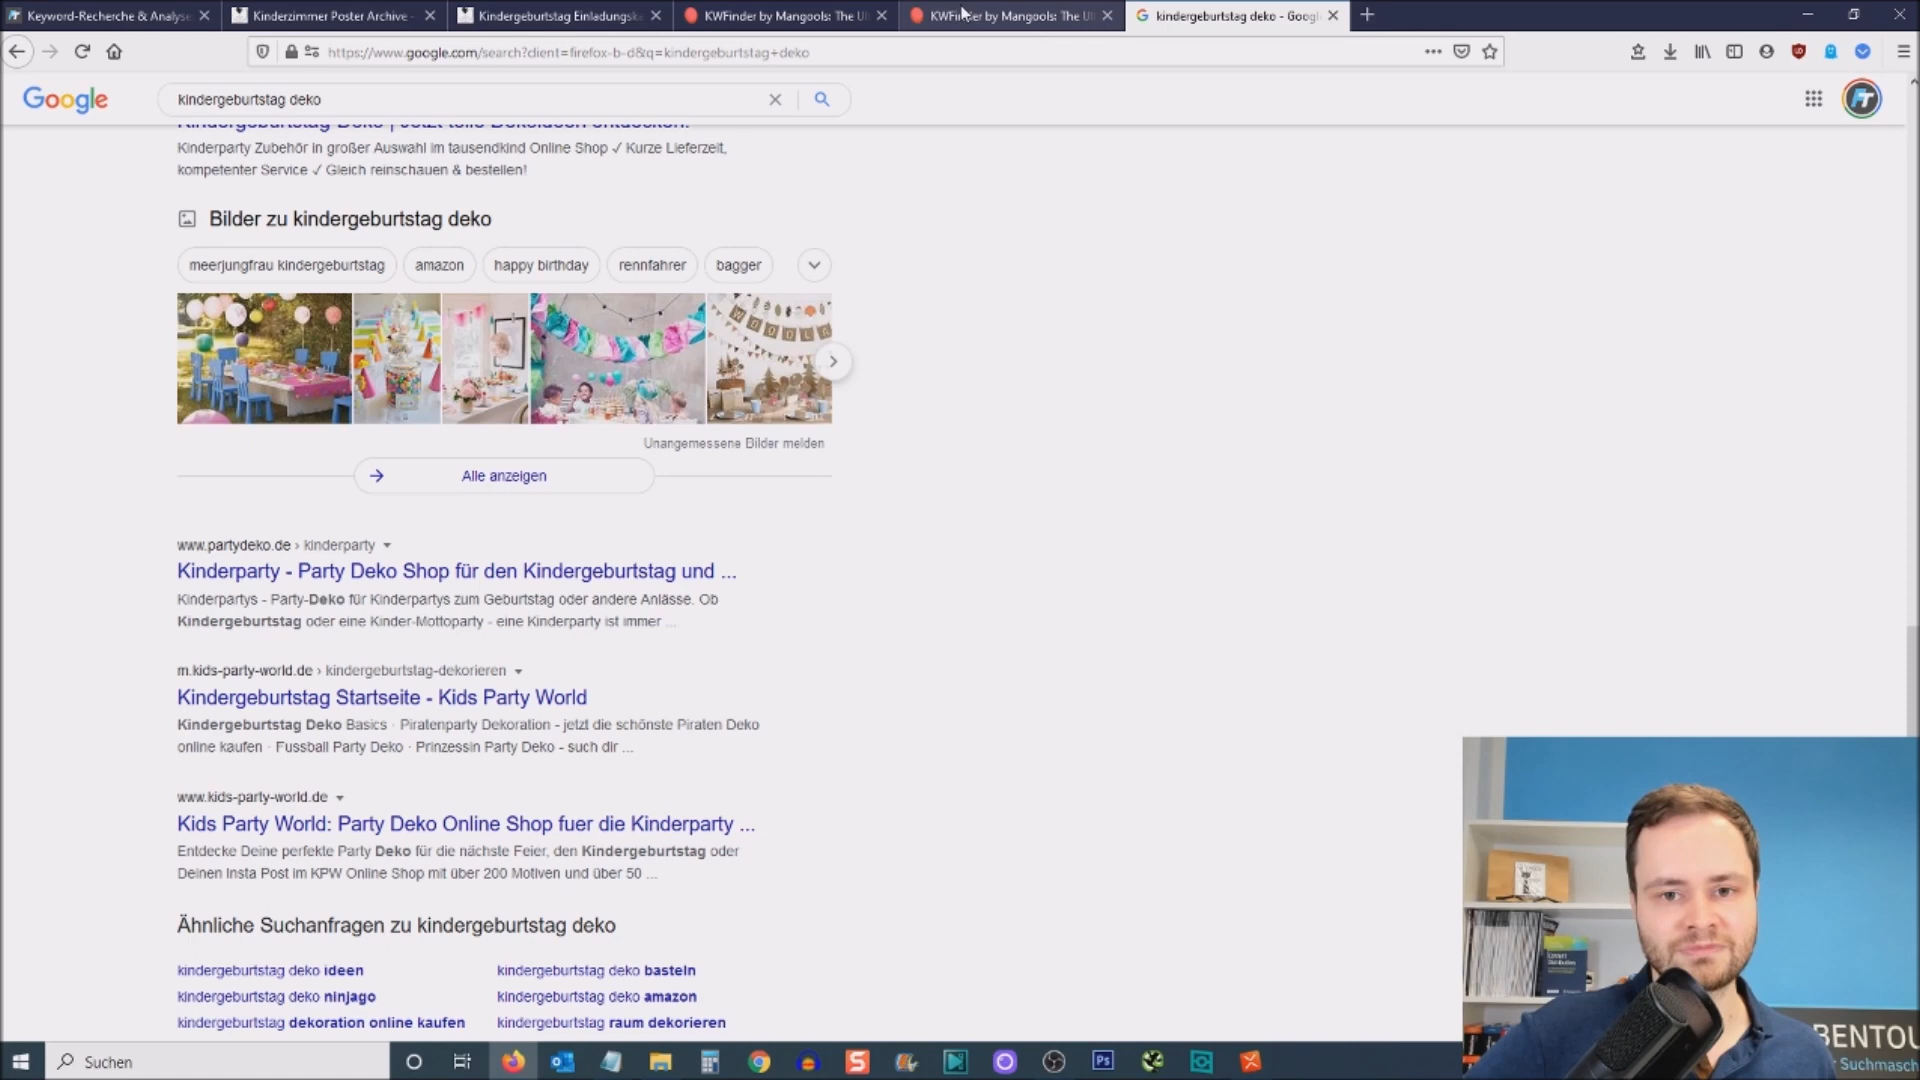 Keyword-Recherche & Analyse
Kinderzimmer Poster Archive -
Kindergeburtstag Einladungska
KWFinder by Mangools: The Ul
KWFinder by Mangools: The Ul
kindergeburtstag deko - Googl
https://www.google.com/search?client=firefox-b-d&q=kindergeburtstag+deko
Google
kindergeburtstag deko
Kindergeburtstag Deko | Jetzt tolle Dekoideen entdecken!
Kinderparty Zubehör in großer Auswahl im tausendkind Online Shop ✓ Kurze Lieferzeit,
kompetenter Service ✓ Gleich reinschauen & bestellen!
Bilder zu kindergeburtstag deko
meerjungfrau kindergeburtstag
amazon
happy birthday
rennfahrer
bagger
Unangemessene Bilder melden
Alle anzeigen
www.partydeko.de › kinderparty
Kinderparty - Party Deko Shop für den Kindergeburtstag und ...
Kinderpartys - Party-Deko für Kinderpartys zum Geburtstag oder andere Anlässe. Ob
Kindergeburtstag oder eine Kinder-Mottoparty - eine Kinderparty ist immer ...
m.kids-party-world.de › kindergeburtstag-dekorieren
Kindergeburtstag Startseite - Kids Party World
Kindergeburtstag Deko Basics · Piratenparty Dekoration - jetzt die schönste Piraten Deko
online kaufen · Fussball Party Deko · Prinzessin Party Deko - such dir ...
www.kids-party-world.de
Kids Party World: Party Deko Online Shop fuer die Kinderparty ...
Entdecke Deine perfekte Party Deko für die nächste Feier, den Kindergeburtstag oder
Deinen Insta Post im KPW Online Shop mit über 200 Motiven und über 50 ...
Ähnliche Suchanfragen zu kindergeburtstag deko
kindergeburtstag deko ideen
kindergeburtstag deko basteln
kindergeburtstag deko ninjago
kindergeburtstag deko amazon
kindergeburtstag dekoration online kaufen
kindergeburtstag raum dekorieren
BENTOU
r Suchmasch
Suchen